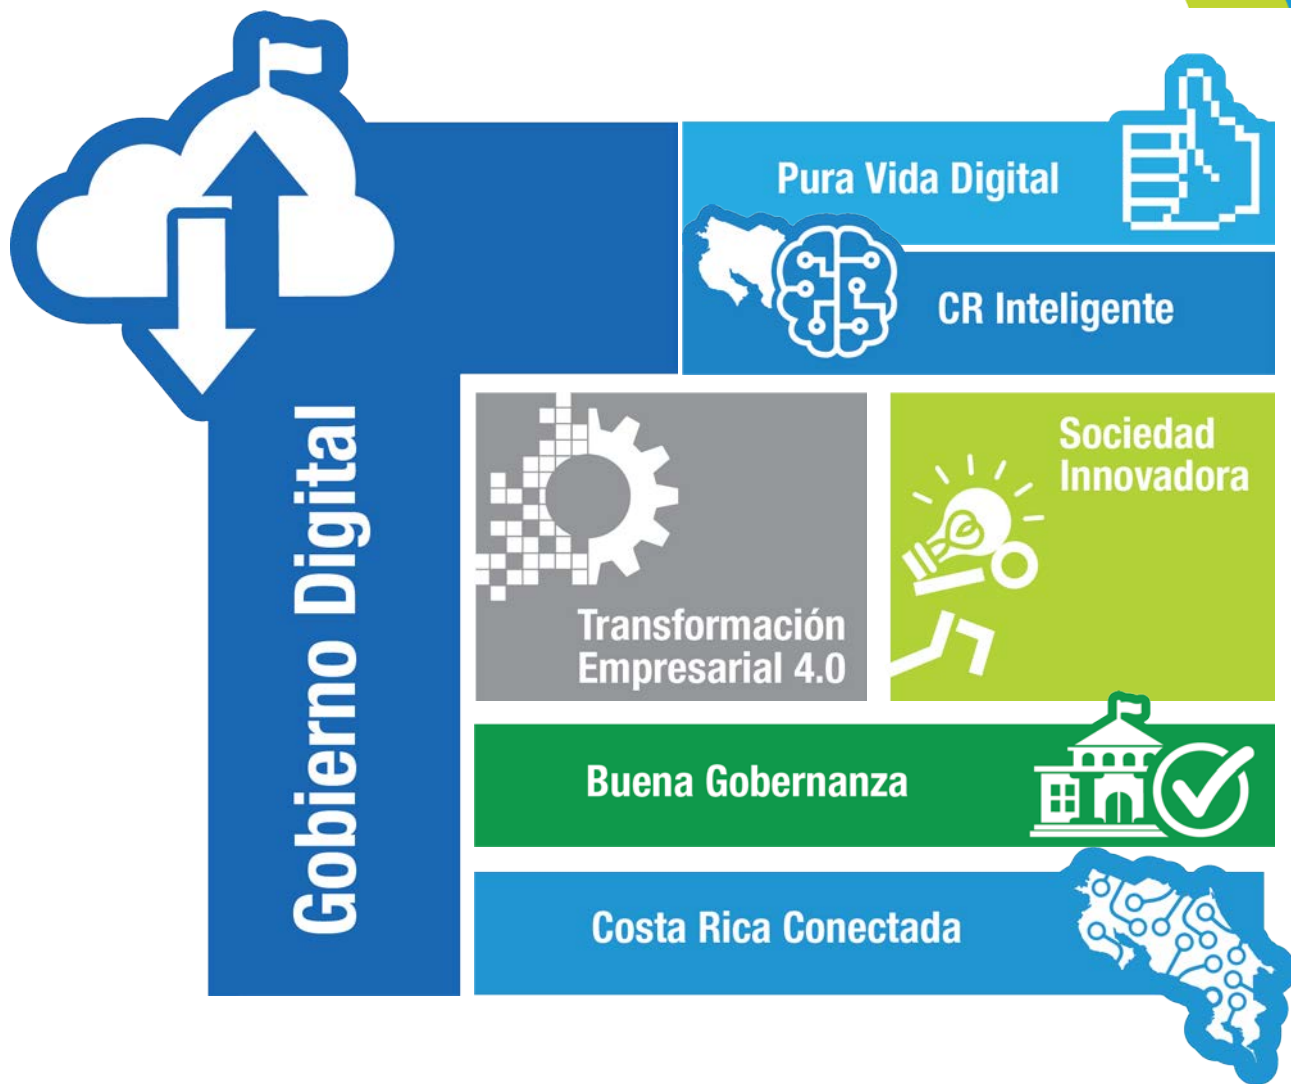 Gobierno Digital
Pura Vida Digital
CR Inteligente
Transformación
Empresarial 4.0
Sociedad
Innovadora
Buena Gobernanza
Costa Rica Conectada